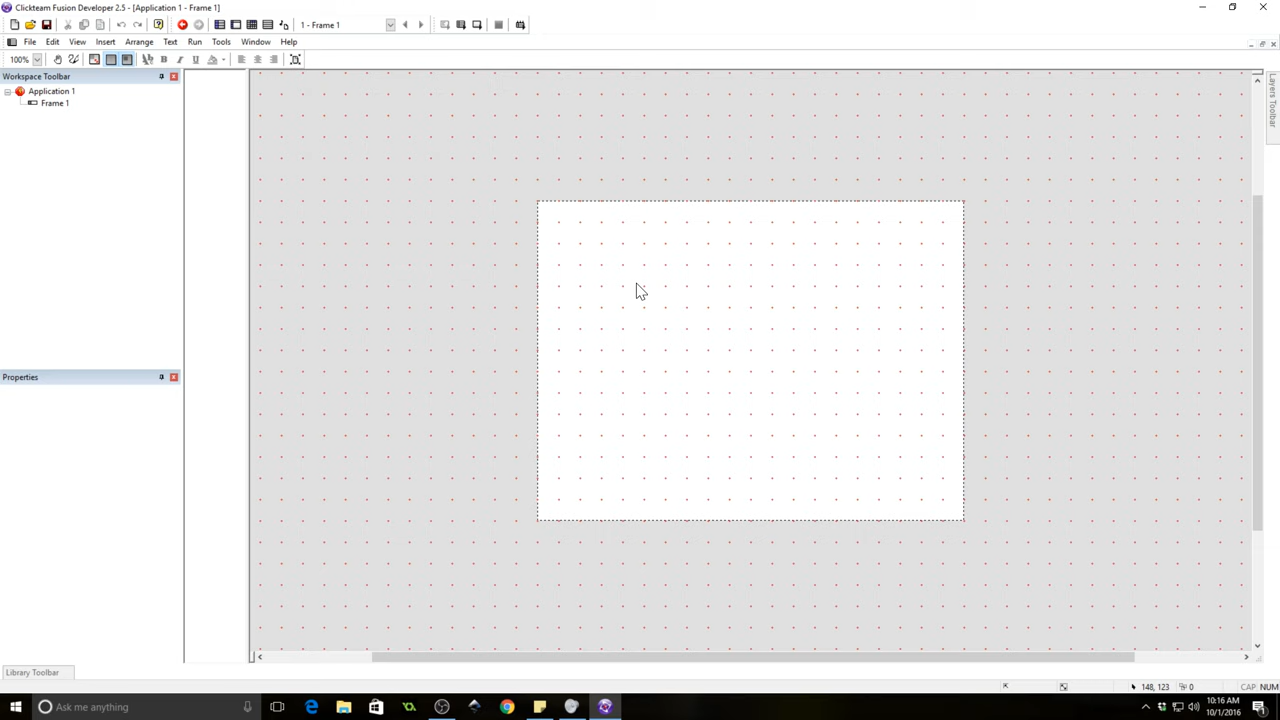 Clickteam Fusion Developer 2.5 - [Application 1 - Frame 1]
1 - Frame 1
File Edit View Insert Arrange Text Run Tools Window Help
100%
B I U
Workspace Toolbar
Application 1
Frame 1
Layers Toolbar
Properties
Library Toolbar
148, 123 0 CAP NUM
Ask me anything
10:16 AM
10/1/2016